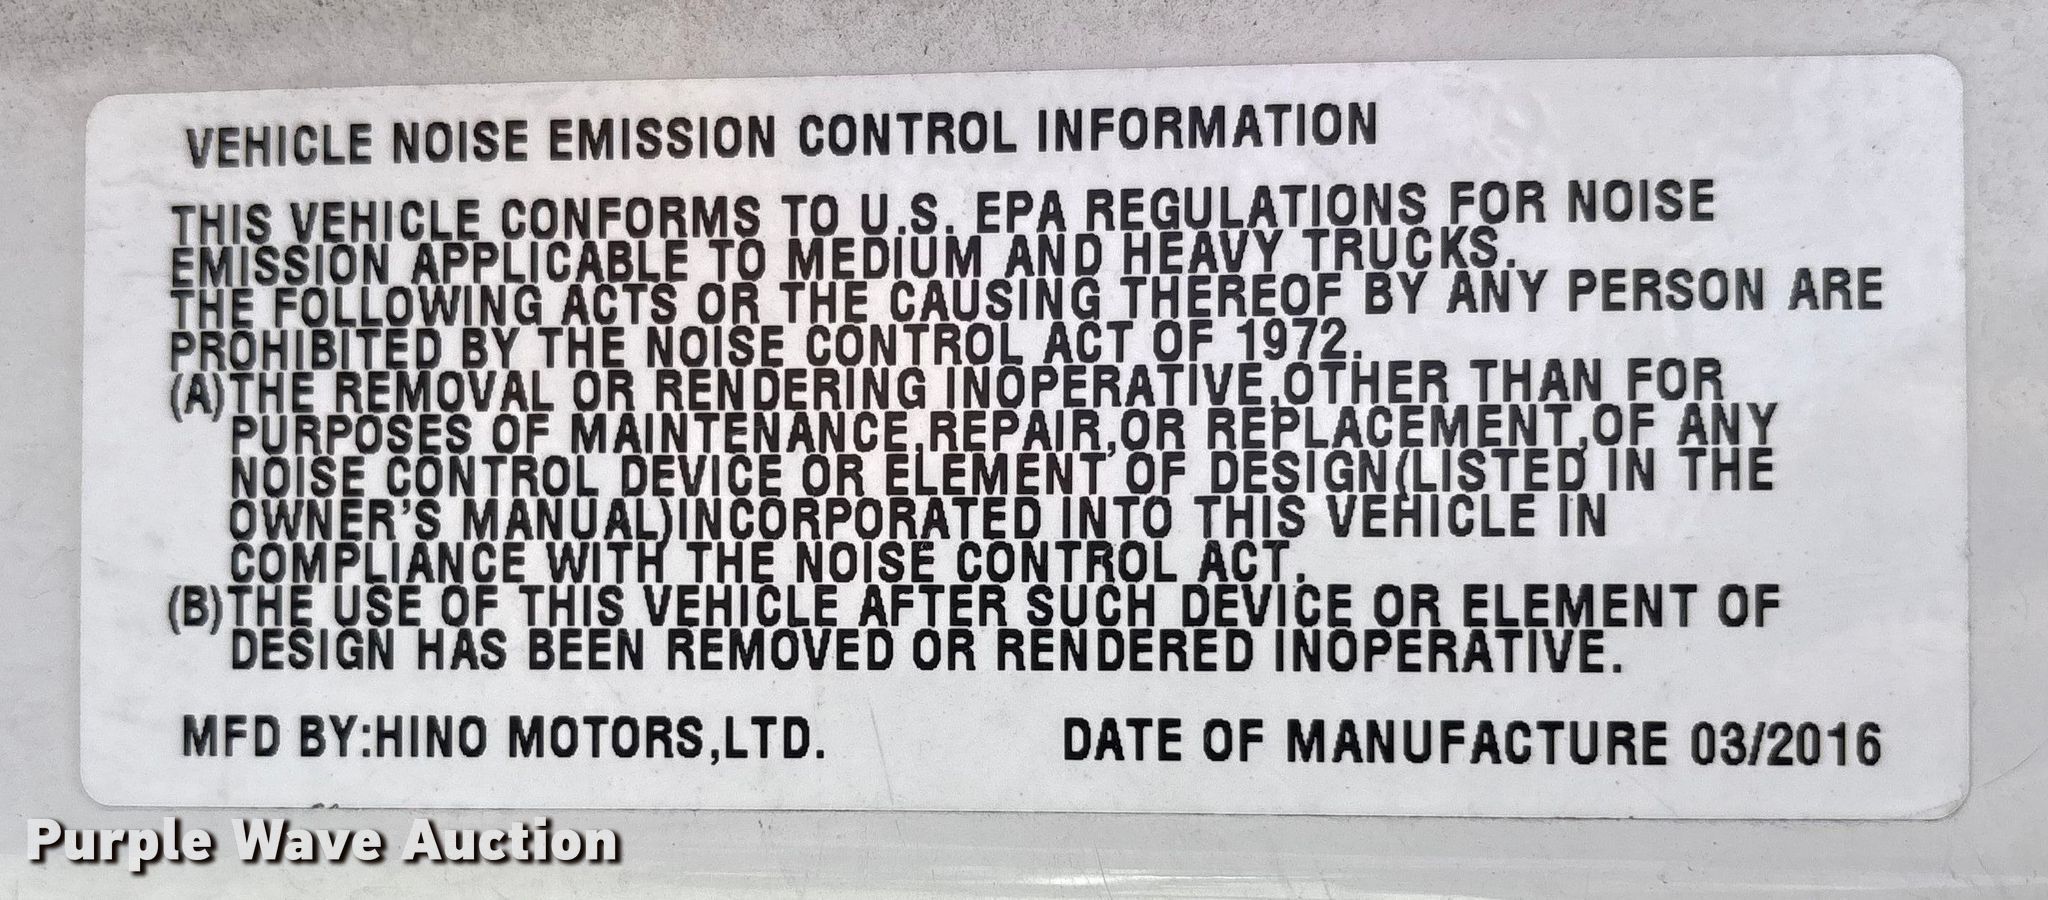 VEHICLE NOISE EMISSION CONTROL INFORMATION
THIS VEHICLE CONFORMS TO U.S. EPA REGULATIONS FOR NOISE
EMISSION APPLICABLE TO MEDIUM AND HEAVY TRUCKS.
THE FOLLOWING ACTS OR THE CAUSING THEREOF BY ANY PERSON ARE
PROHIBITED BY THE NOISE CONTROL ACT OF 1972.
(A)THE REMOVAL OR RENDERING INOPERATIVE,OTHER THAN FOR
PURPOSES OF MAINTENANCE,REPAIR,OR REPLACEMENT,OF ANY
NOISE CONTROL DEVICE OR ELEMENT OF DESIGN(LISTED IN THE
OWNER'S MANUAL)INCORPORATED INTO THIS VEHICLE IN
COMPLIANCE WITH THE NOISE CONTROL ACT.
(B)THE USE OF THIS VEHICLE AFTER SUCH DEVICE OR ELEMENT OF
DESIGN HAS BEEN REMOVED OR RENDERED INOPERATIVE.
MFD BY:HINO MOTORS,LTD. DATE OF MANUFACTURE 03/2016
Purple Wave Auction